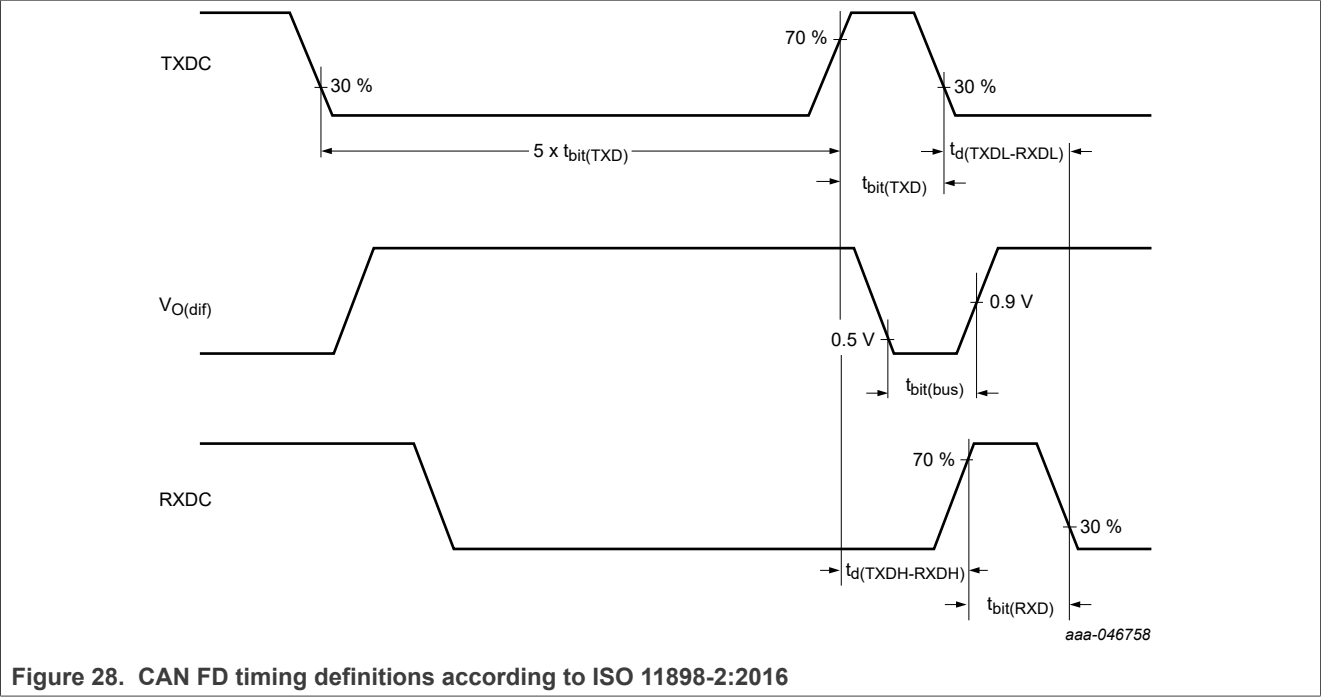 TXDC
30 %
70 %
30 %
5 x tbit(TXD)
td(TXDL-RXDL)
tbit(TXD)
VO(dif)
0.5 V
0.9 V
tbit(bus)
RXDC
70 %
30 %
td(TXDH-RXDH)
tbit(RXD)
aaa-046758
Figure 28. CAN FD timing definitions according to ISO 11898-2:2016